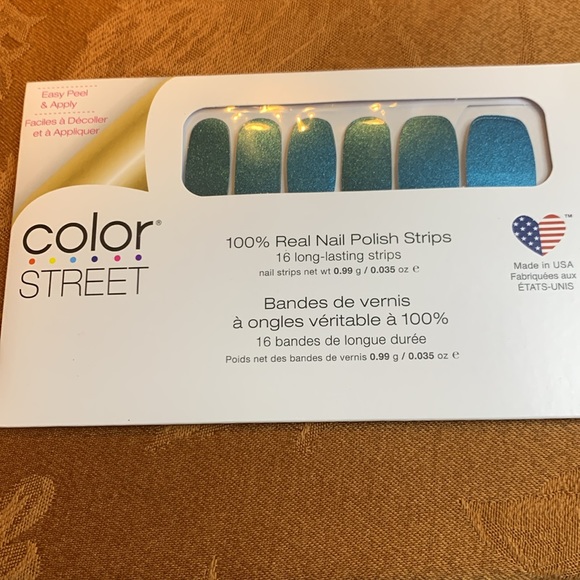 Easy Peel
& Apply
Faciles à Décoller
et à Appliquer
color®
STREET
100% Real Nail Polish Strips
16 long-lasting strips
nail strips net wt 0.99 g / 0.035 oz ℮
Bandes de vernis
à ongles véritable à 100%
16 bandes de longue durée
Poids net des bandes de vernis 0.99 g / 0.035 oz ℮
™
Made in USA
Fabriquées aux
ÉTATS-UNIS